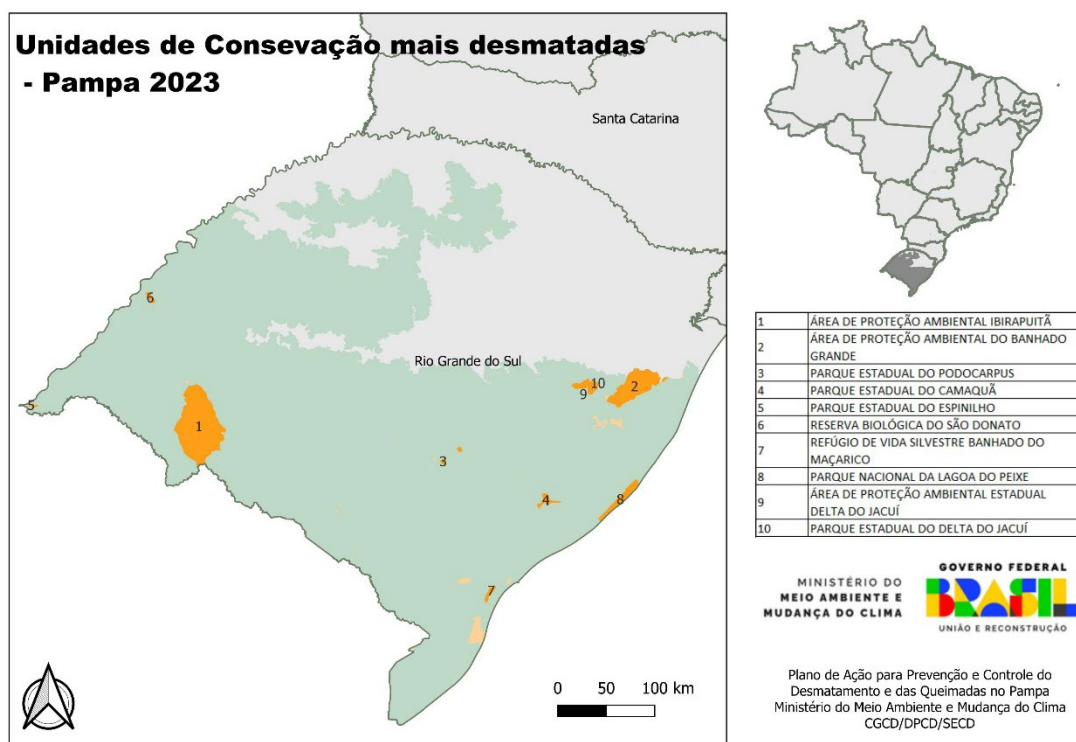 Unidades de Consevação mais desmatadas
- Pampa 2023
Santa Catarina
Rio Grande do Sul
6
5
1
10
9
2
3
4
8
7
0 50 100 km
1 ÁREA DE PROTEÇÃO AMBIENTAL IBIRAPUITÃ
2 ÁREA DE PROTEÇÃO AMBIENTAL DO BANHADO
GRANDE
3 PARQUE ESTADUAL DO PODOCARPUS
4 PARQUE ESTADUAL DO CAMAQUÃ
5 PARQUE ESTADUAL DO ESPINILHO
6 RESERVA BIOLÓGICA DO SÃO DONATO
7 REFÚGIO DE VIDA SILVESTRE BANHADO DO
MAÇARICO
8 PARQUE NACIONAL DA LAGOA DO PEIXE
9 ÁREA DE PROTEÇÃO AMBIENTAL ESTADUAL
DELTA DO JACUÍ
10 PARQUE ESTADUAL DO DELTA DO JACUÍ
MINISTÉRIO DO
MEIO AMBIENTE E
MUDANÇA DO CLIMA
GOVERNO FEDERAL
BRASIL
UNIÃO E RECONSTRUÇÃO
Plano de Ação para Prevenção e Controle do
Desmatamento e das Queimadas no Pampa
Ministério do Meio Ambiente e Mudança do Clima
CGCD/DPCD/SECD